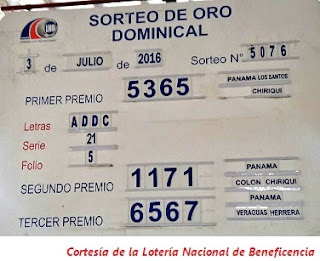 SORTEO DE ORO
DOMINICAL
3 de JULIO de 2016 Sorteo N° 5076
PRIMER PREMIO 5365 PANAMA LOS SANTOS
CHIRIQUI
Letras ADDC
Serie 21
Folio 5
SEGUNDO PREMIO 1171 PANAMA
COLON CHIRIQUI
TERCER PREMIO 6567 PANAMA
VERAGUAS HERRERA
Cortesía de la Lotería Nacional de Beneficencia